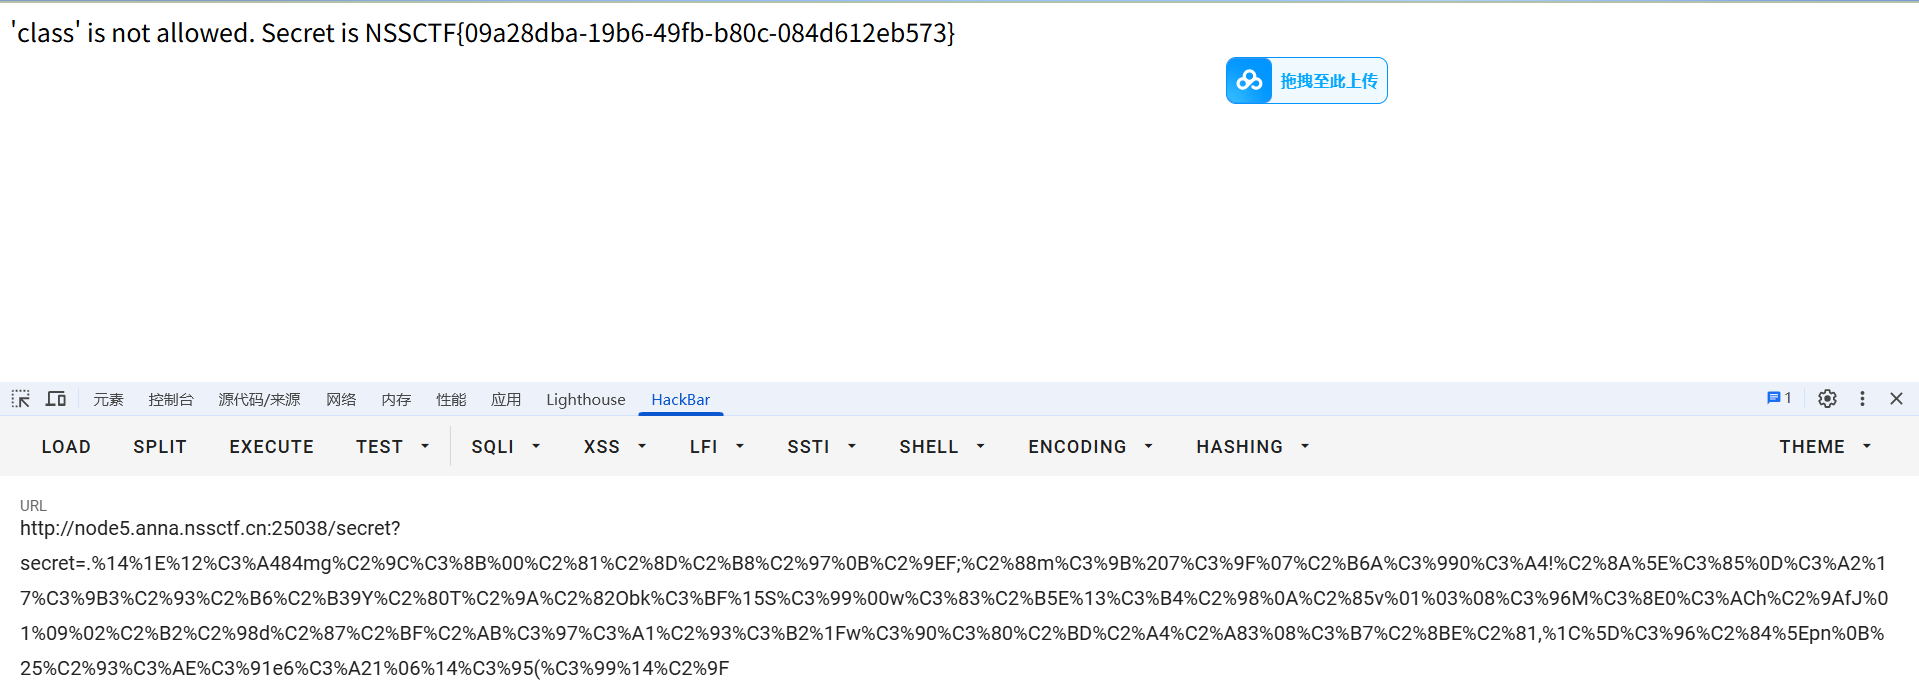 'class' is not allowed. Secret is NSSCTF{09a28dba-19b6-49fb-b80c-084d612eb573}
拖拽至此上传
元素 控制台 源代码/来源 网络 内存 性能 应用 Lighthouse HackBar 1
LOAD SPLIT EXECUTE TEST SQLI XSS LFI SSTI SHELL ENCODING HASHING THEME
URL
http://node5.anna.nssctf.cn:25038/secret?
secret=.%14%1E%12%C3%A484mg%C2%9C%C3%8B%00%C2%81%C2%8D%C2%B8%C2%97%0B%C2%9EF;%C2%88m%C3%9B%207%C3%9F%07%C2%B6A%C3%990%C3%A4!%C2%8A%5E%C3%85%0D%C3%A2%1
7%C3%9B3%C2%93%C2%B6%C2%B39Y%C2%80T%C2%9A%C2%82Obk%C3%BF%15S%C3%99%00w%C3%83%C2%B5E%13%C3%B4%C2%98%0A%C2%85v%01%03%08%C3%96M%C3%8E0%C3%ACh%C2%9AfJ%0
1%09%02%C2%B2%C2%98d%C2%87%C2%BF%C2%AB%C3%97%C3%A1%C2%93%C3%B2%1Fw%C3%90%C3%80%C2%BD%C2%A4%C2%A83%08%C3%B7%C2%8BE%C2%81,%1C%5D%C3%96%C2%84%5Epn%0B%
25%C2%93%C3%AE%C3%91e6%C3%A21%06%14%C3%95(%C3%99%14%C2%9F